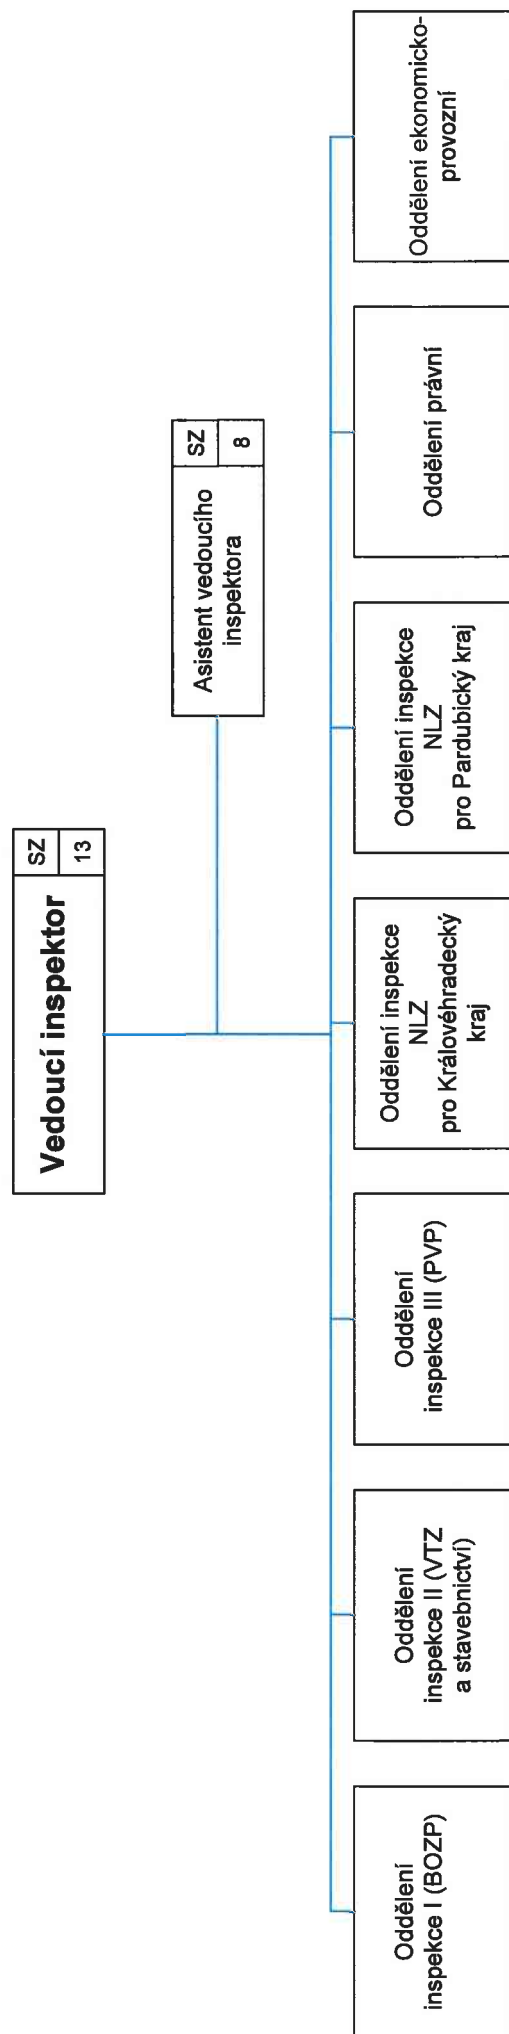 Vedoucí inspektor
SZ
13
Asistent vedoucího
inspektora
SZ
8
Oddělení
inspekce I (BOZP)
Oddělení
inspekce II (VTZ
a stavebnictví)
Oddělení
inspekce III (PVP)
Oddělení inspekce
NLZ
pro Královéhradecký
kraj
Oddělení inspekce
NLZ
pro Pardubický kraj
Oddělení právní
Oddělení ekonomicko-
provozní